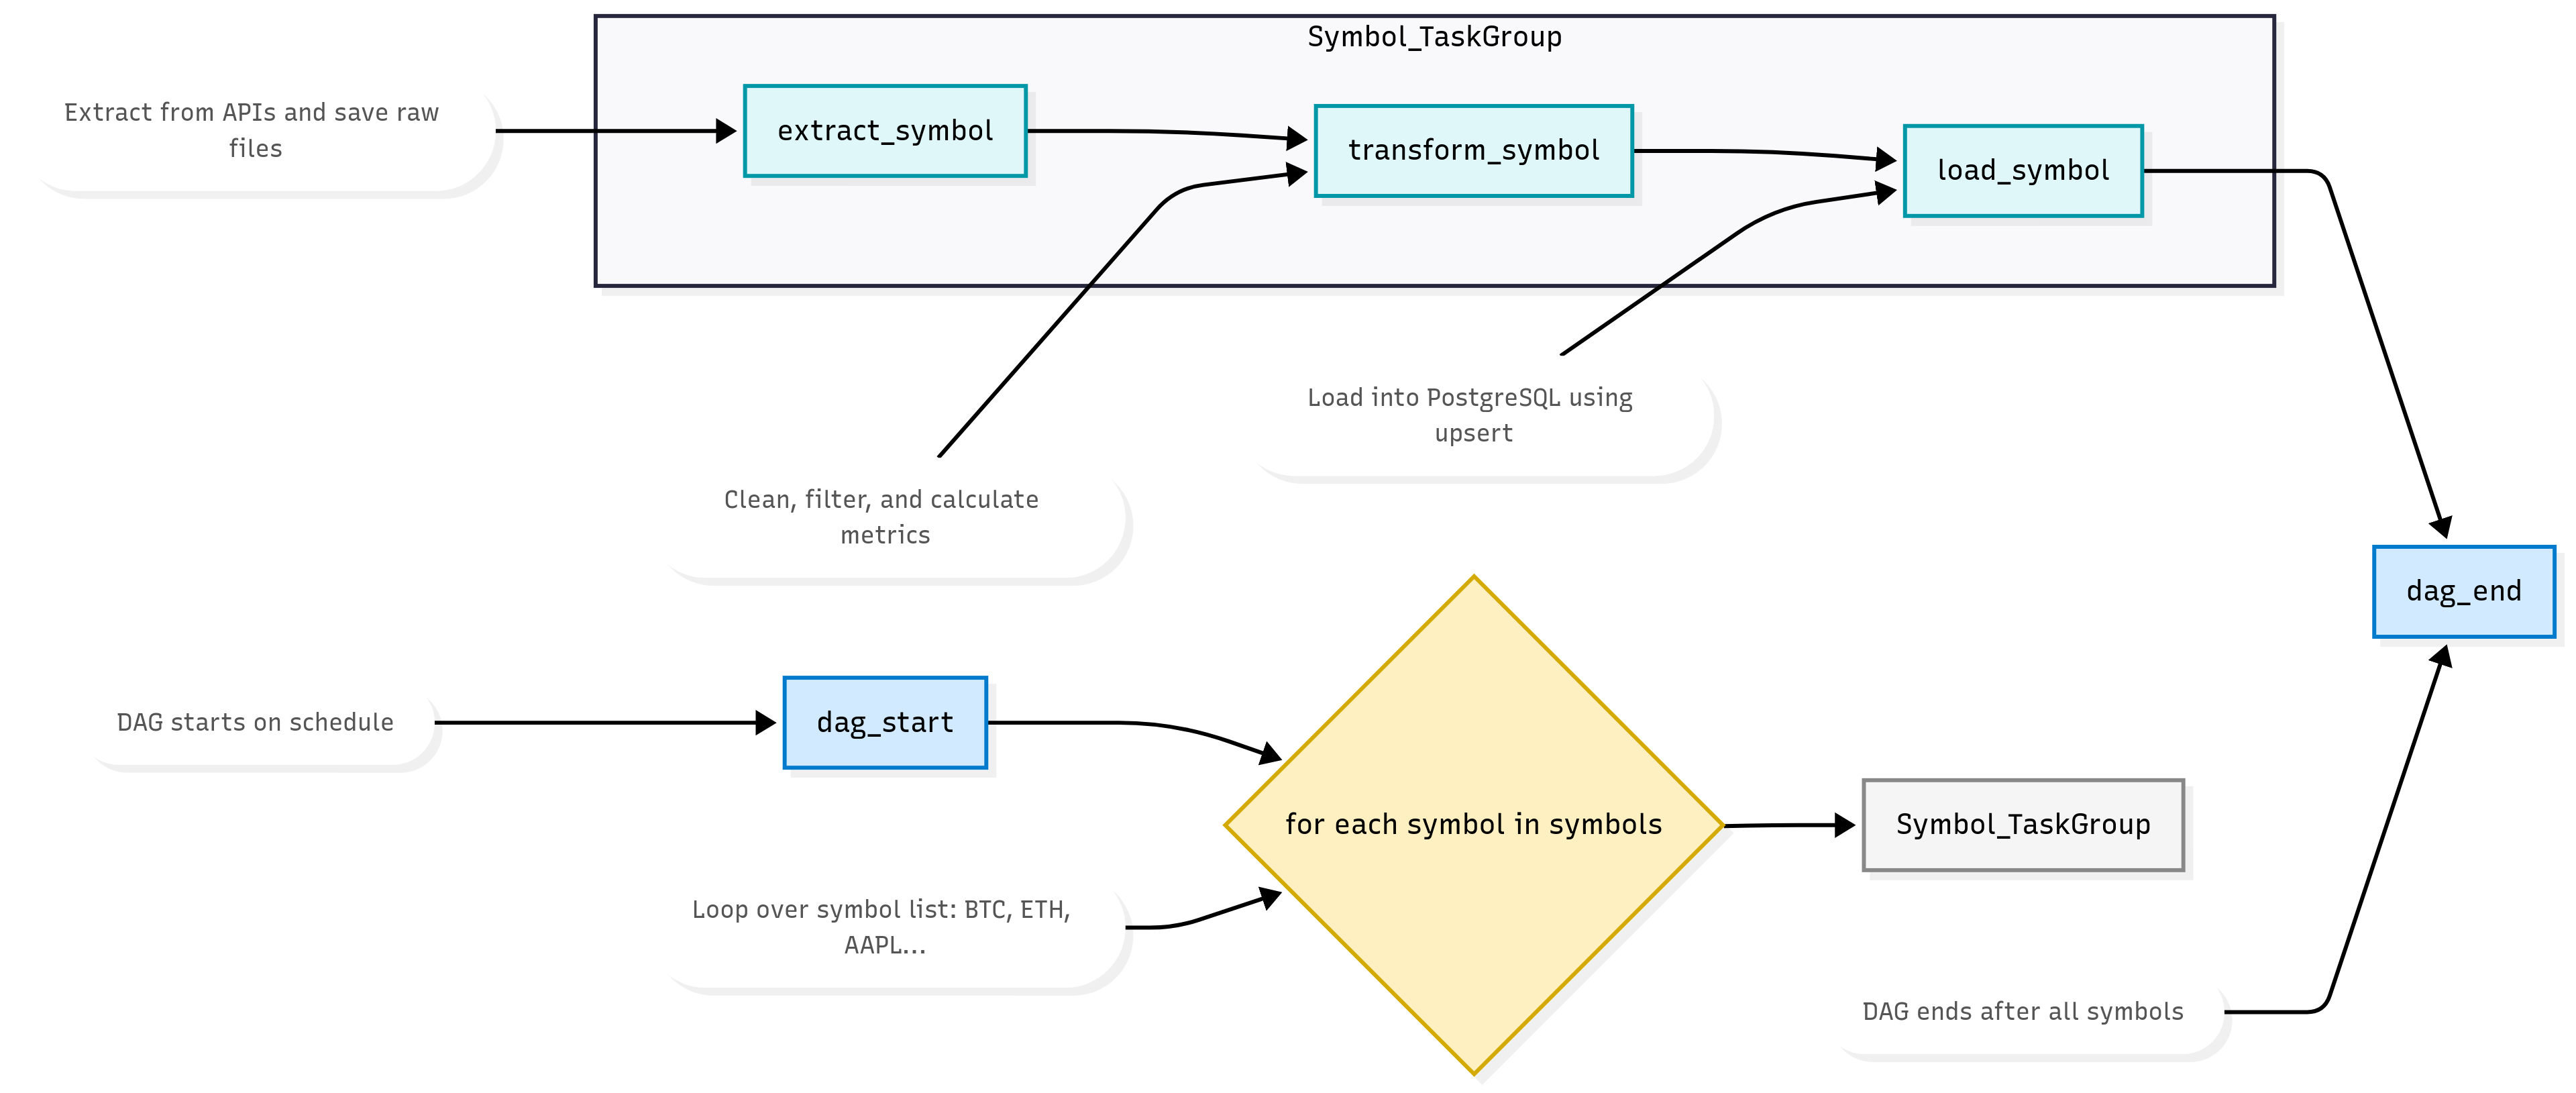 Symbol_TaskGroup
Extract from APIs and save raw
files
extract_symbol
transform_symbol
load_symbol
Load into PostgreSQL using
upsert
Clean, filter, and calculate
metrics
dag_end
DAG starts on schedule
dag_start
for each symbol in symbols
Symbol_TaskGroup
Loop over symbol list: BTC, ETH,
AAPL...
DAG ends after all symbols